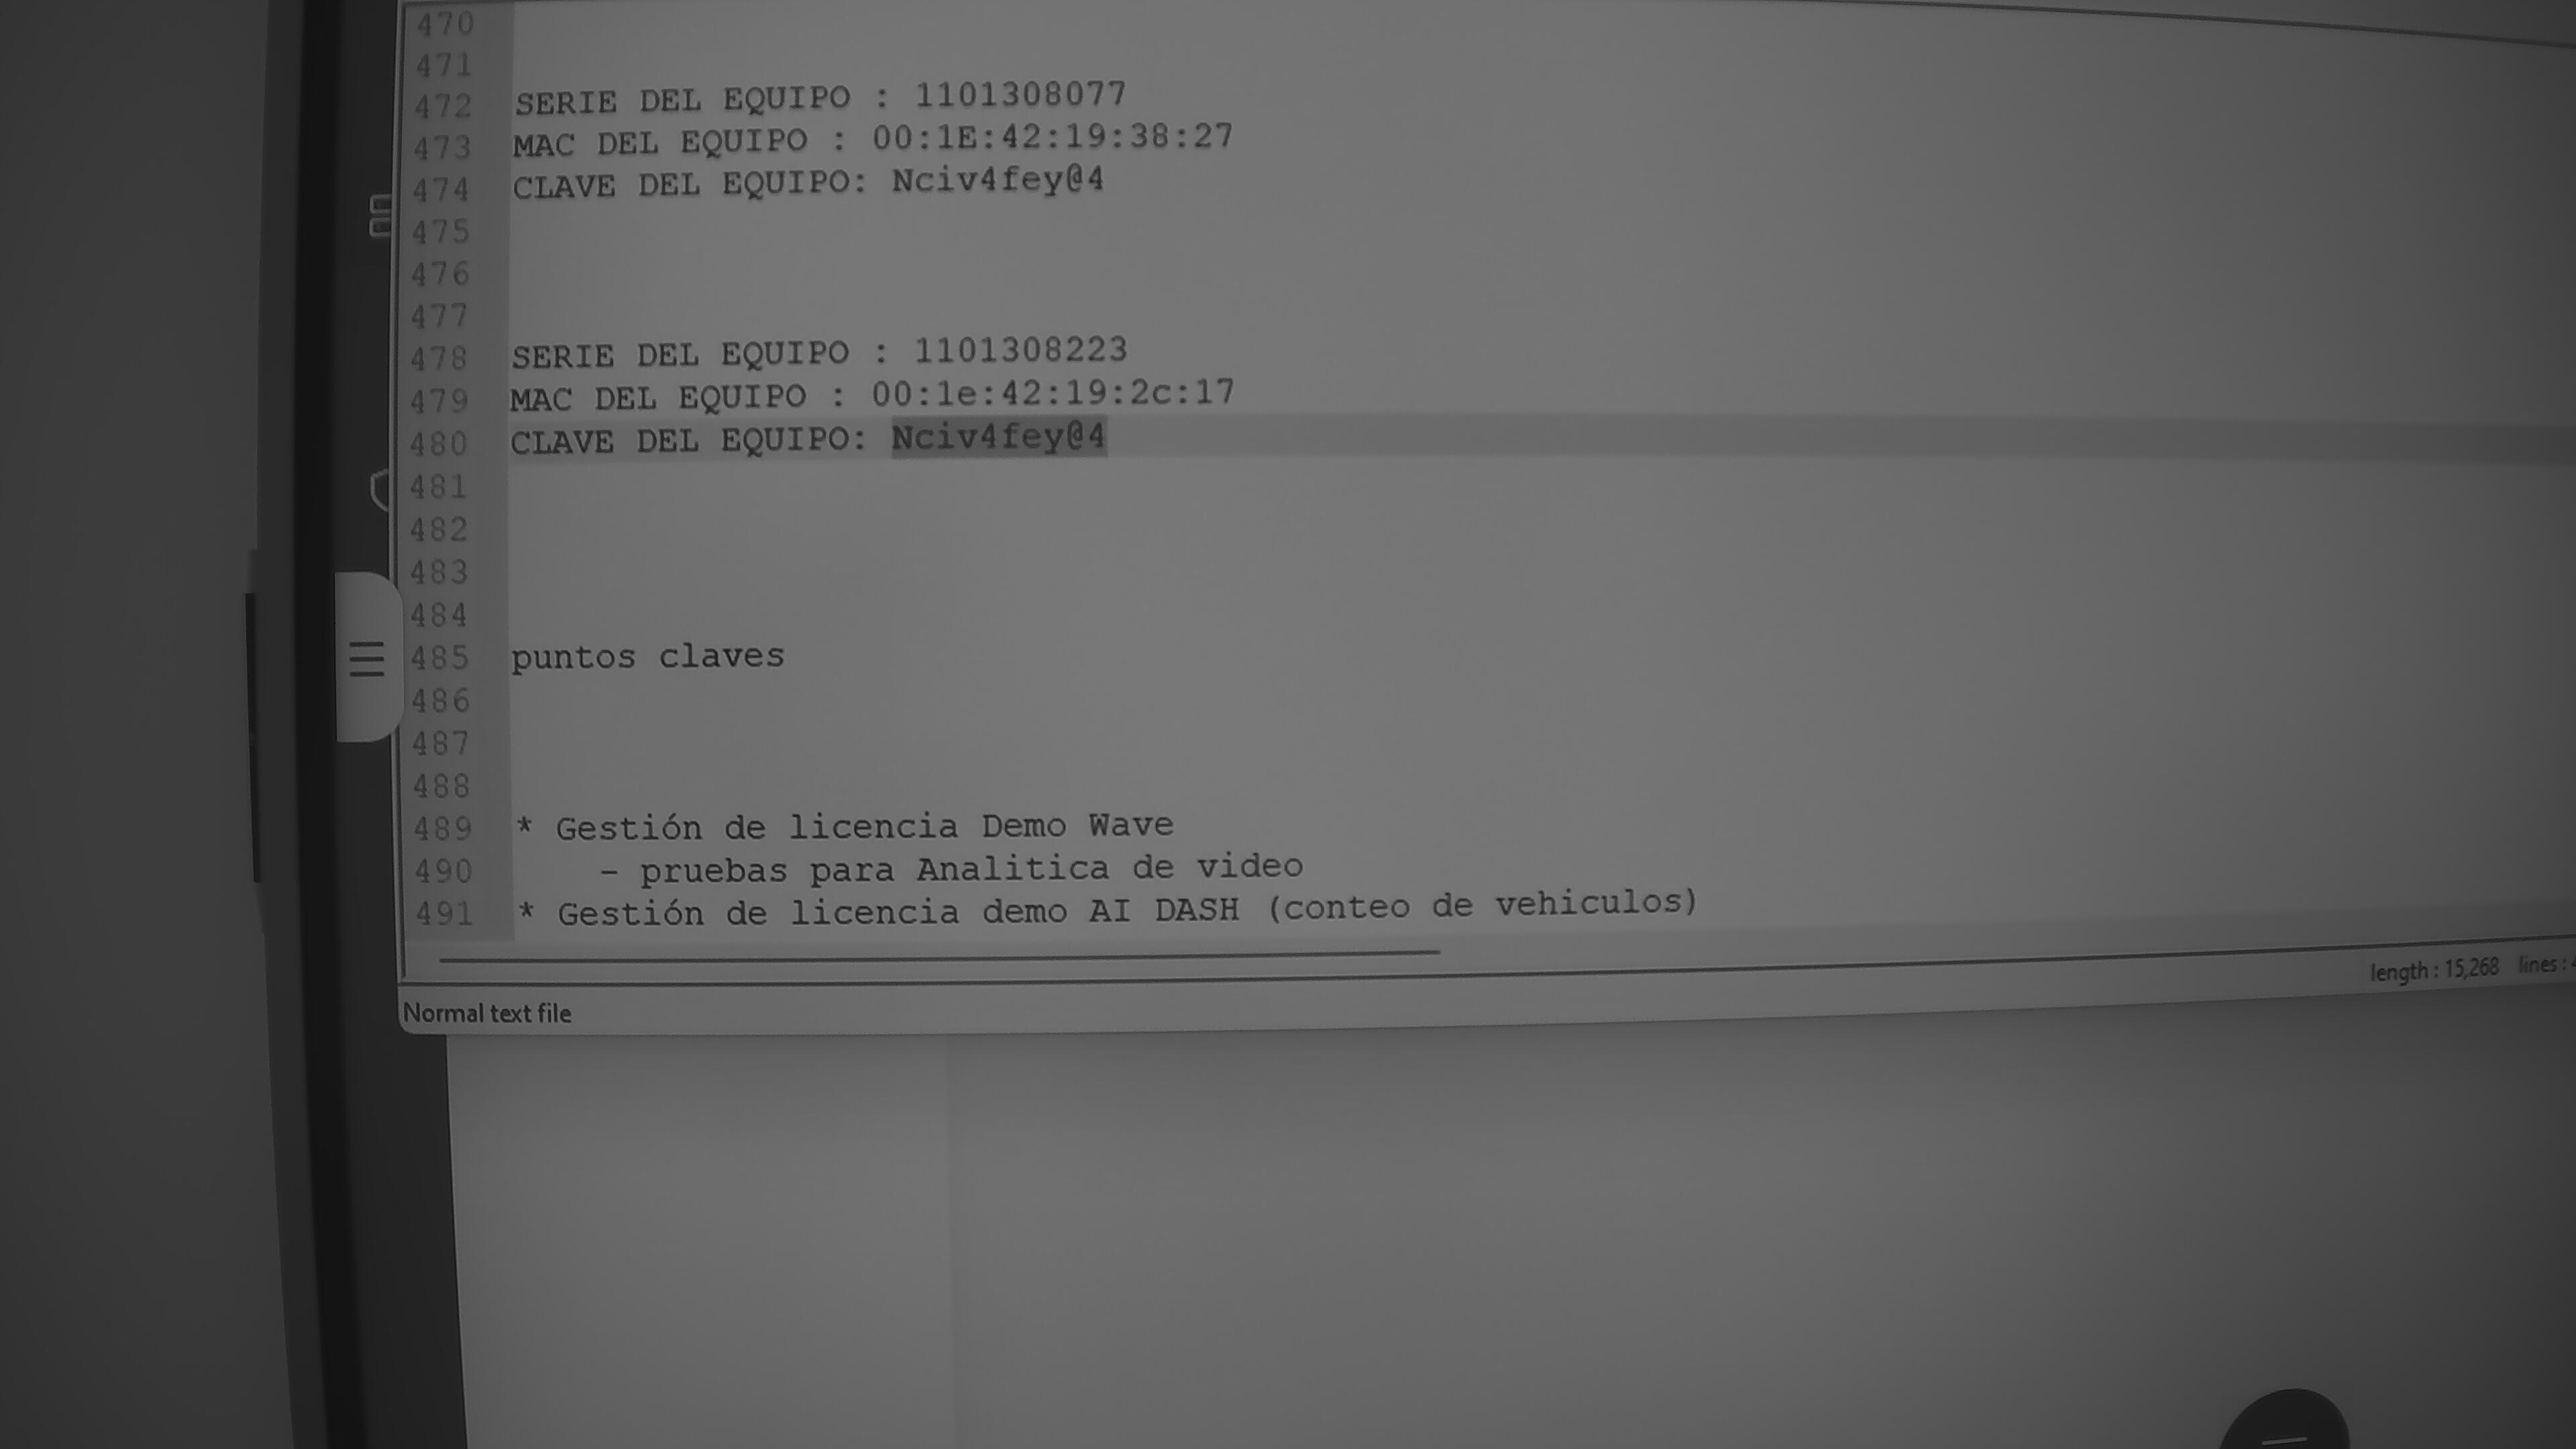 470
471
472 SERIE DEL EQUIPO : 1101308077
473 MAC DEL EQUIPO : 00:1E:42:19:38:27
474 CLAVE DEL EQUIPO: Nciv4fey@4
475
476
477
478 SERIE DEL EQUIPO : 1101308223
479 MAC DEL EQUIPO : 00:1e:42:19:2c:17
480 CLAVE DEL EQUIPO: Nciv4fey@4
481
482
483
484
485 puntos claves
486
487
488
489 * Gestión de licencia Demo Wave
490 - pruebas para Analitica de video
491 * Gestión de licencia demo AI DASH (conteo de vehiculos)
Normal text file length : 15,268 lines :